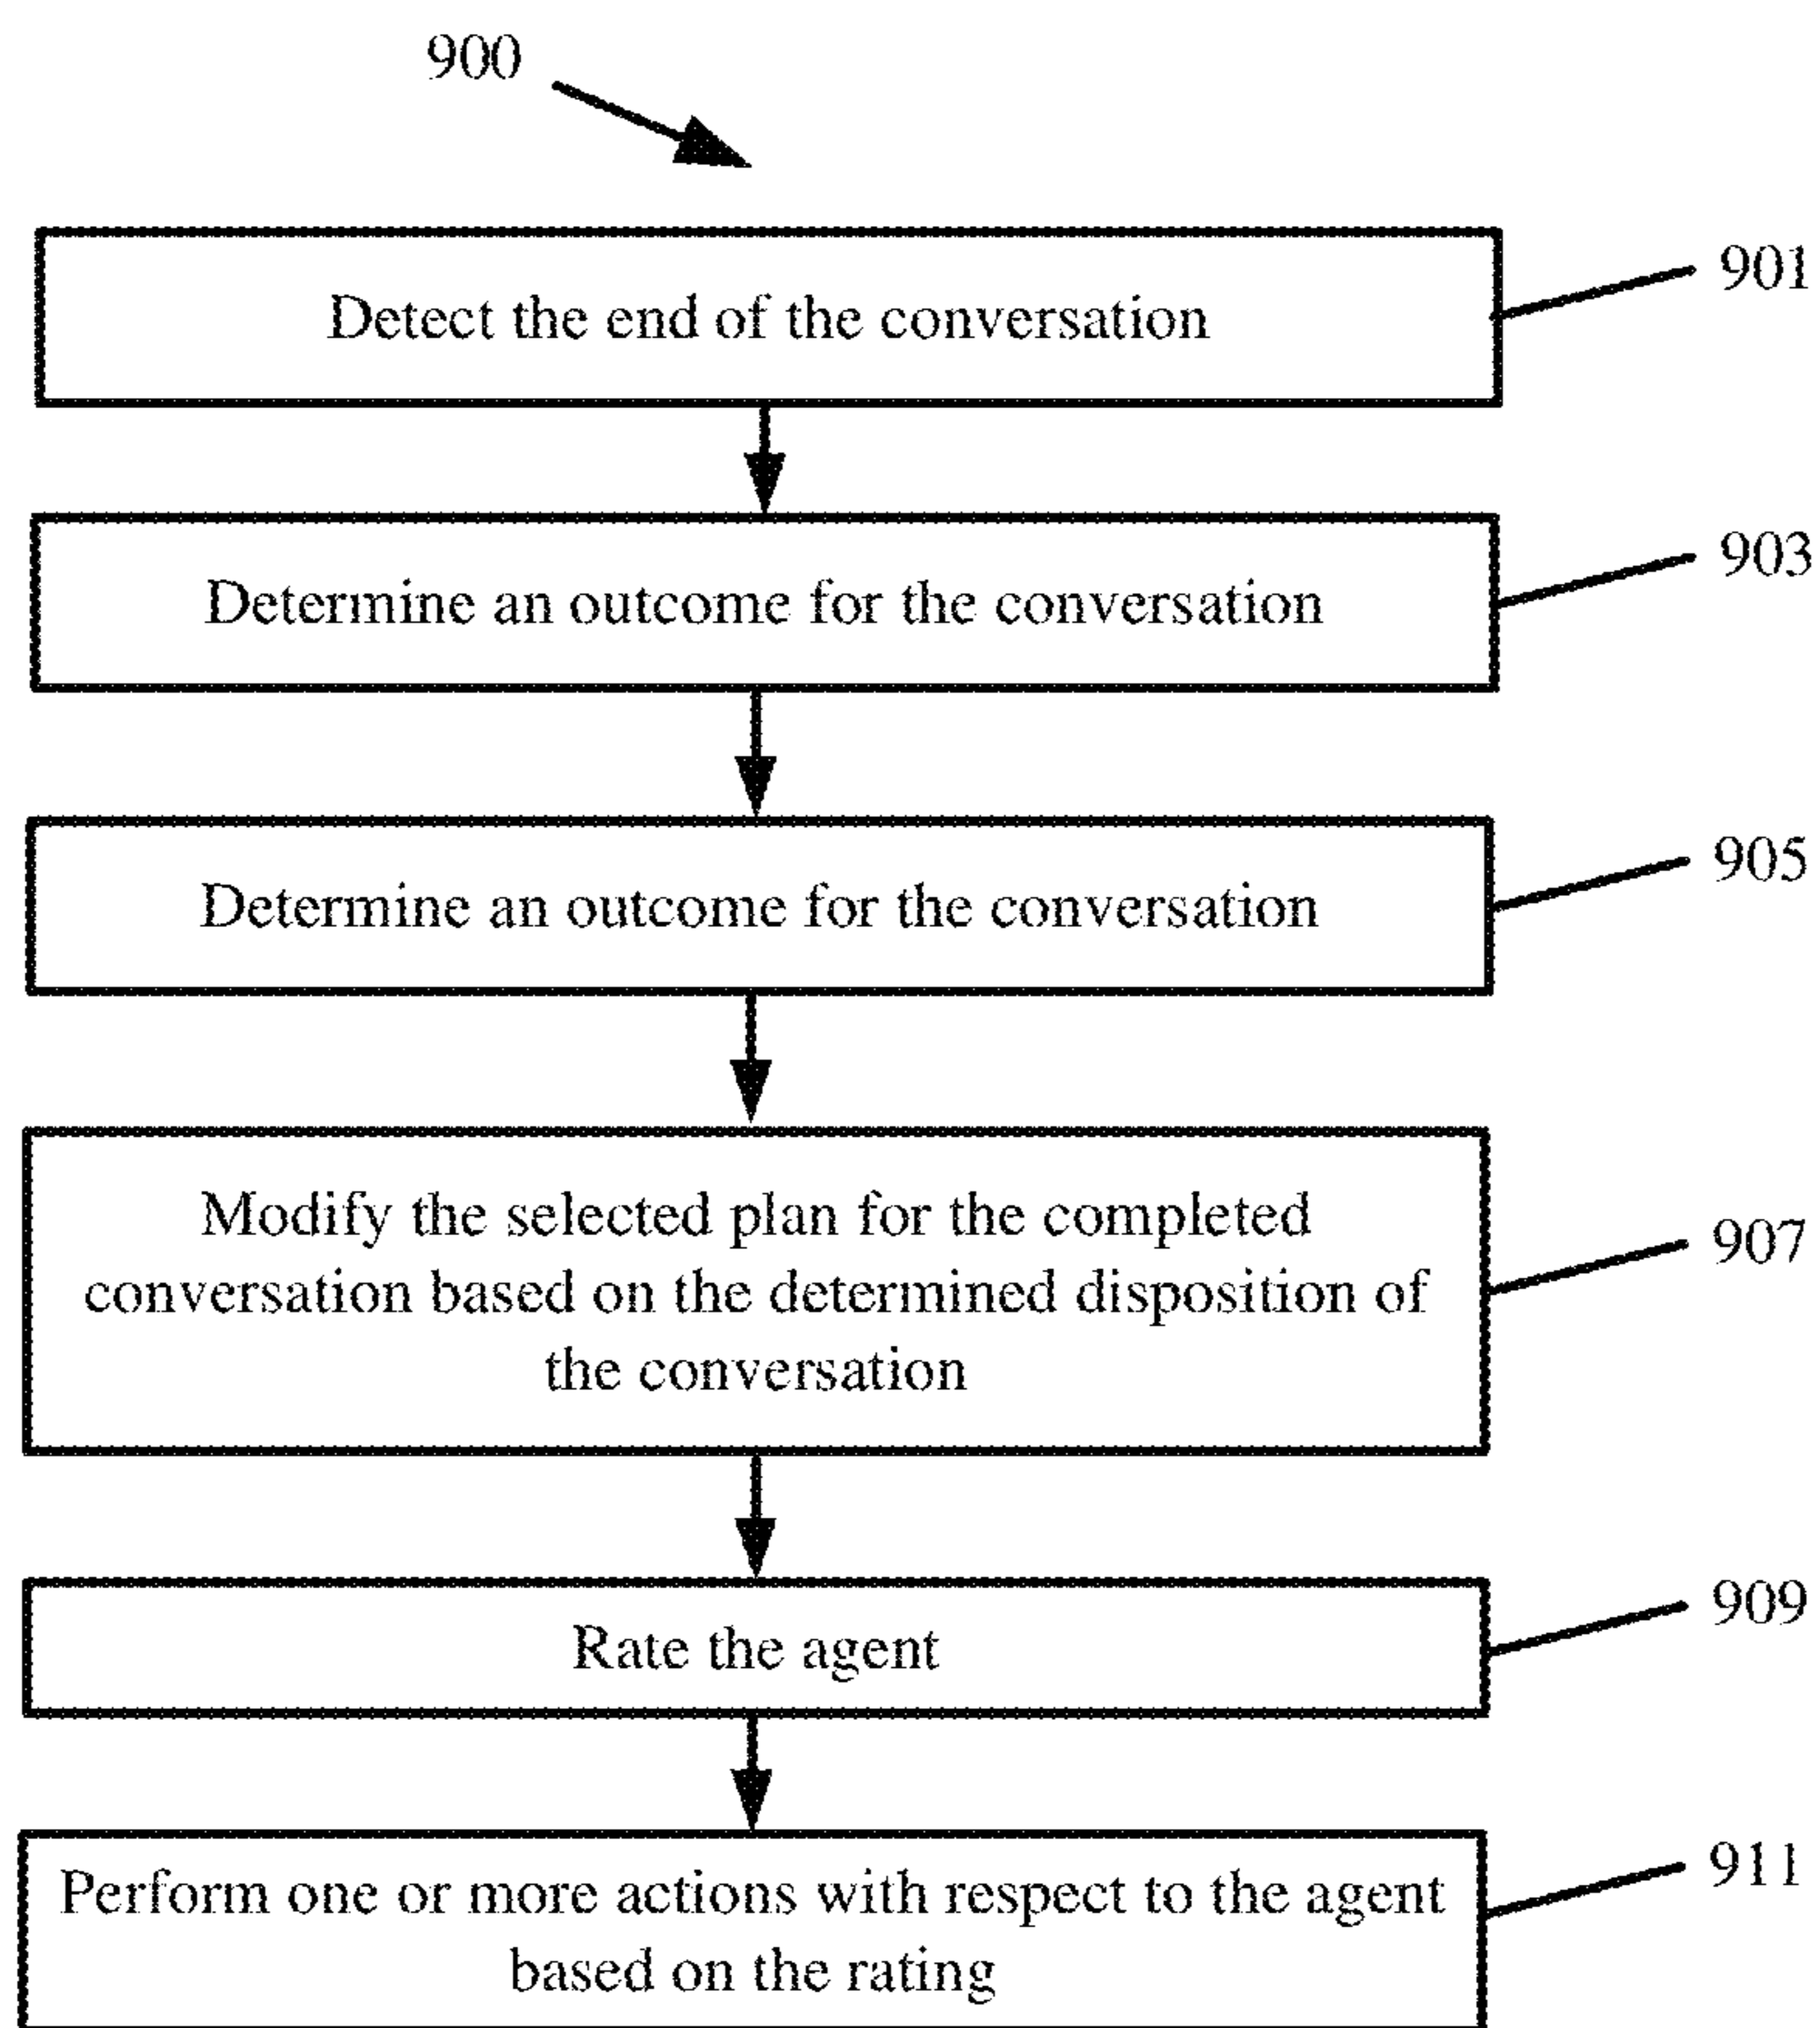 900
Detect the end of the conversation
901
Determine an outcome for the conversation
903
Determine an outcome for the conversation
905
Modify the selected plan for the completed
conversation based on the determined disposition of
the conversation
907
Rate the agent
909
Perform one or more actions with respect to the agent
based on the rating
911